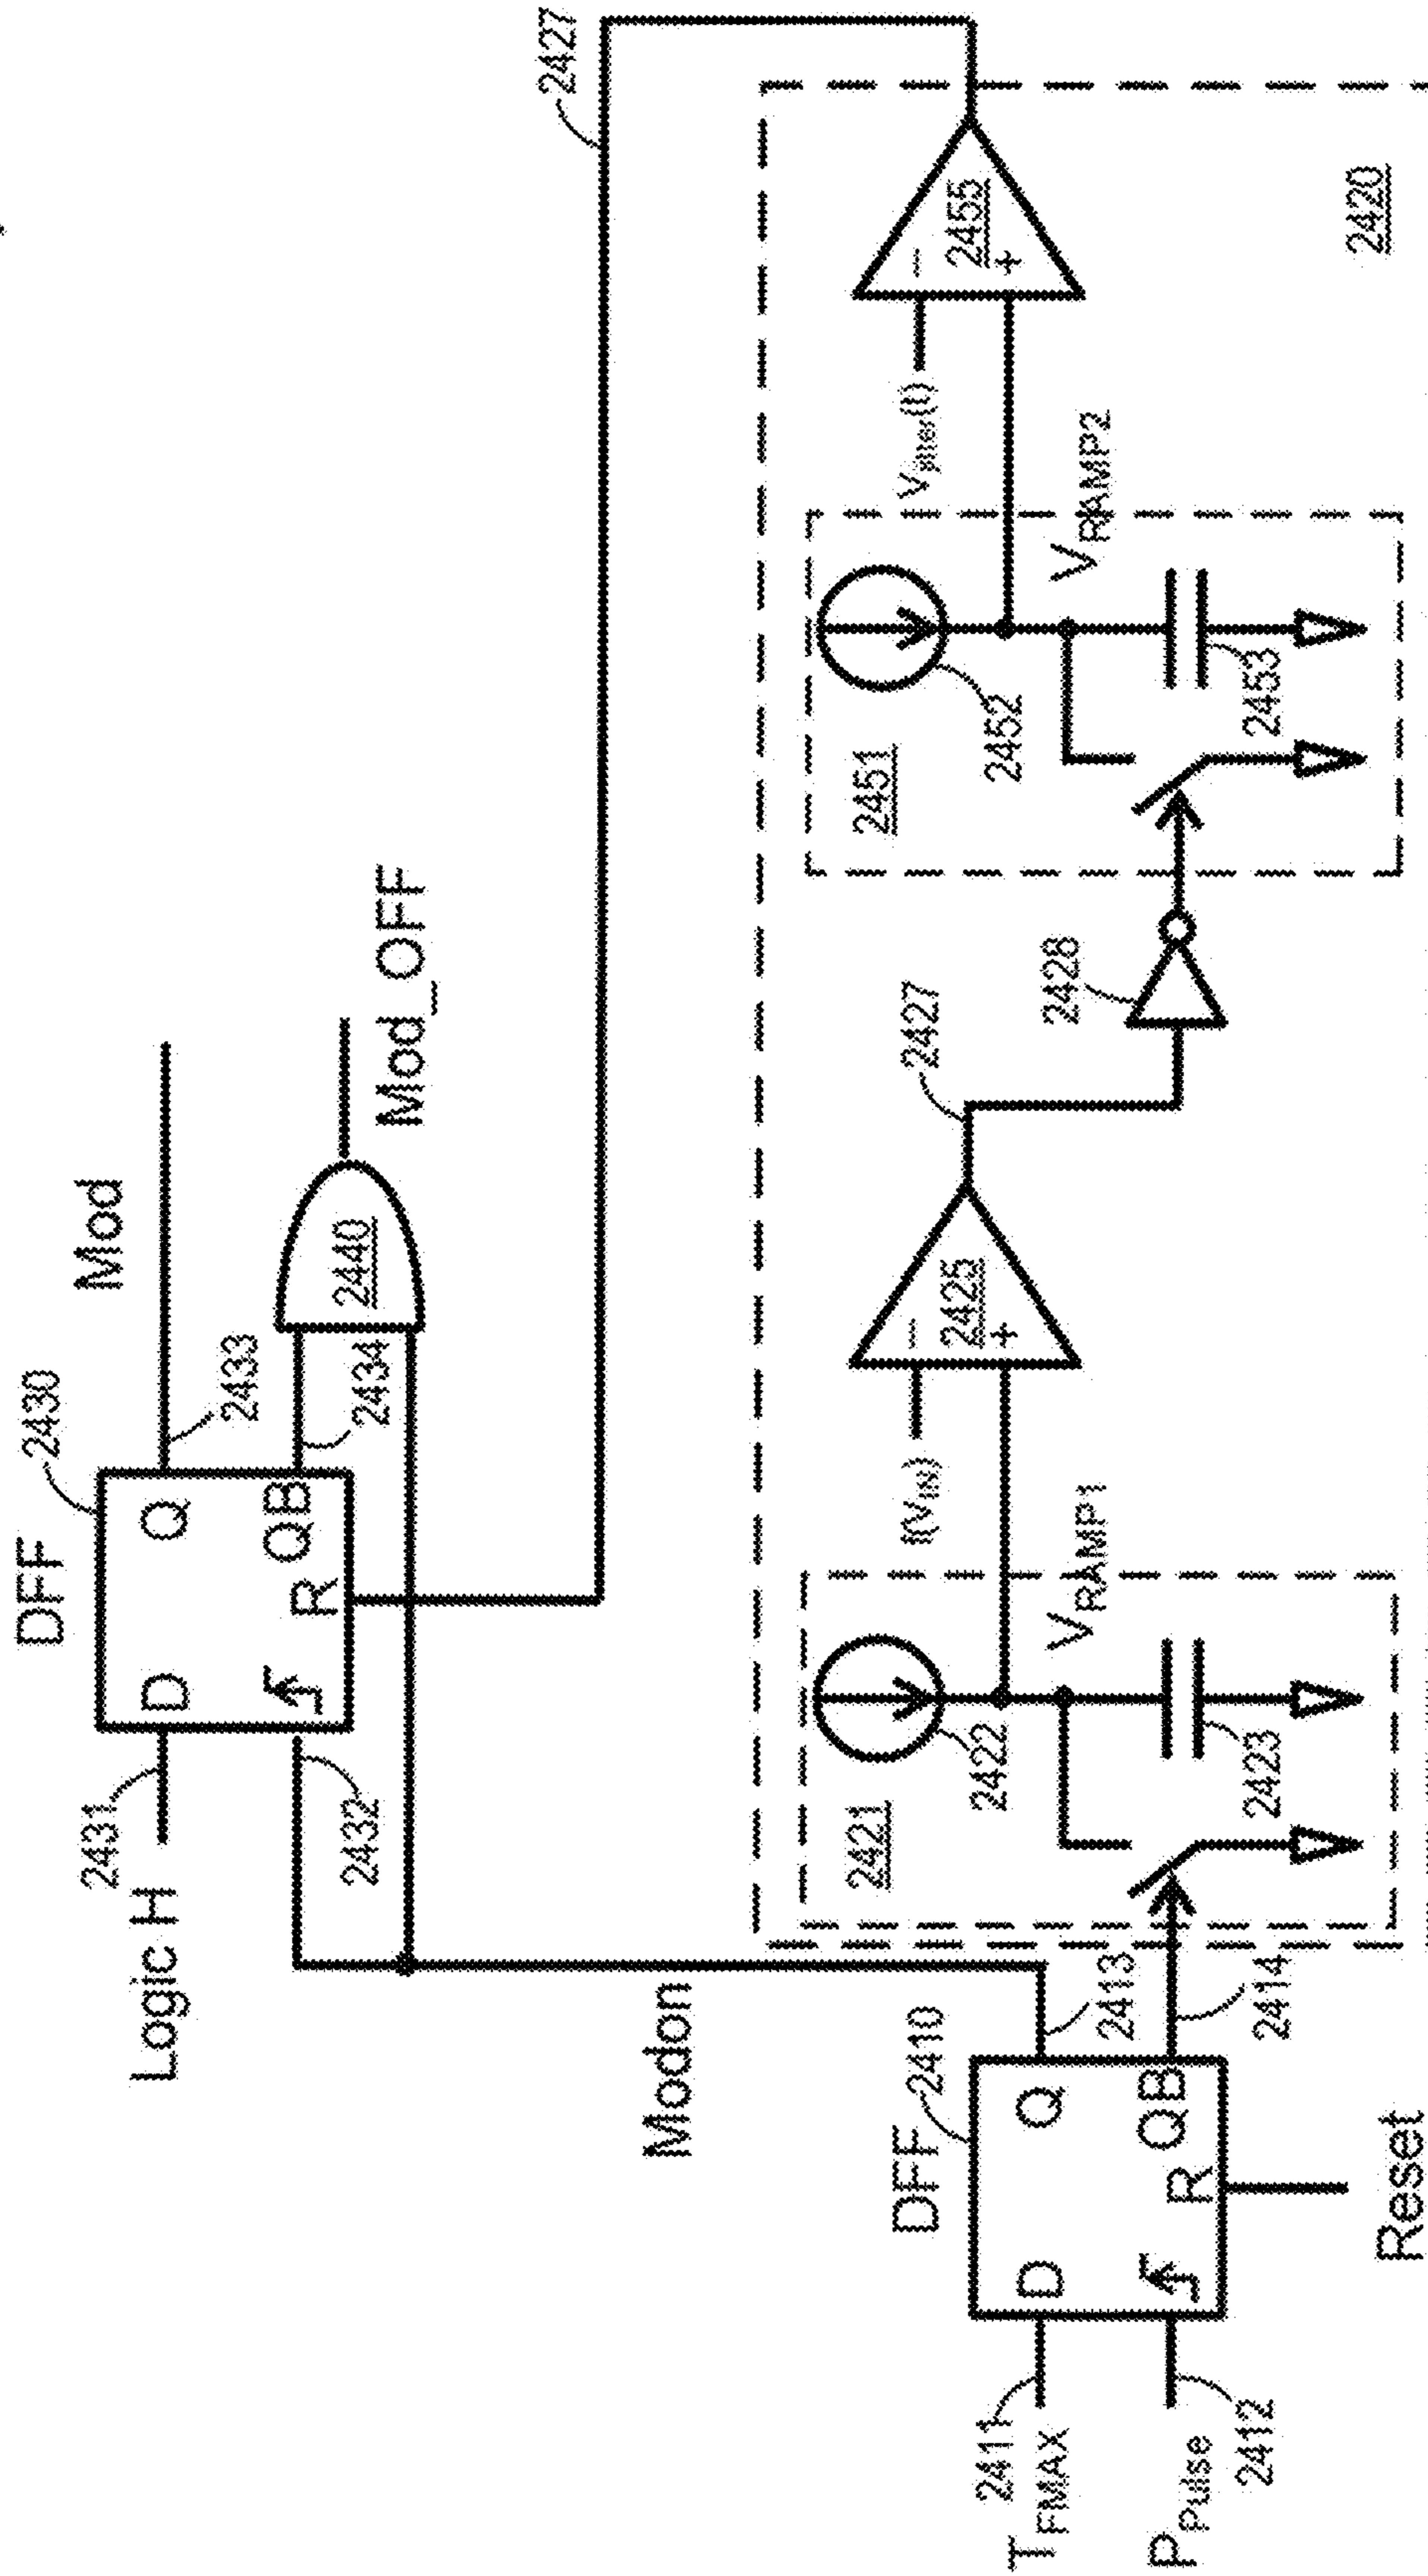 DFF
2430
Logic H
2431
D
Q
2433
Mod
2432
QB
R
2434
2440
Mod_OFF
2427
Modon
DFF
2410
T_FMAX
2411
D
Q
2413
P_Pulse
2412
QB
R
2414
Reset
2421
2422
V_RAMP1
2423
I(V_IN)
−
2425
+
2427
2428
2451
2452
V_RAMP2
2453
V_jitter(t)
−
2455
+
2420